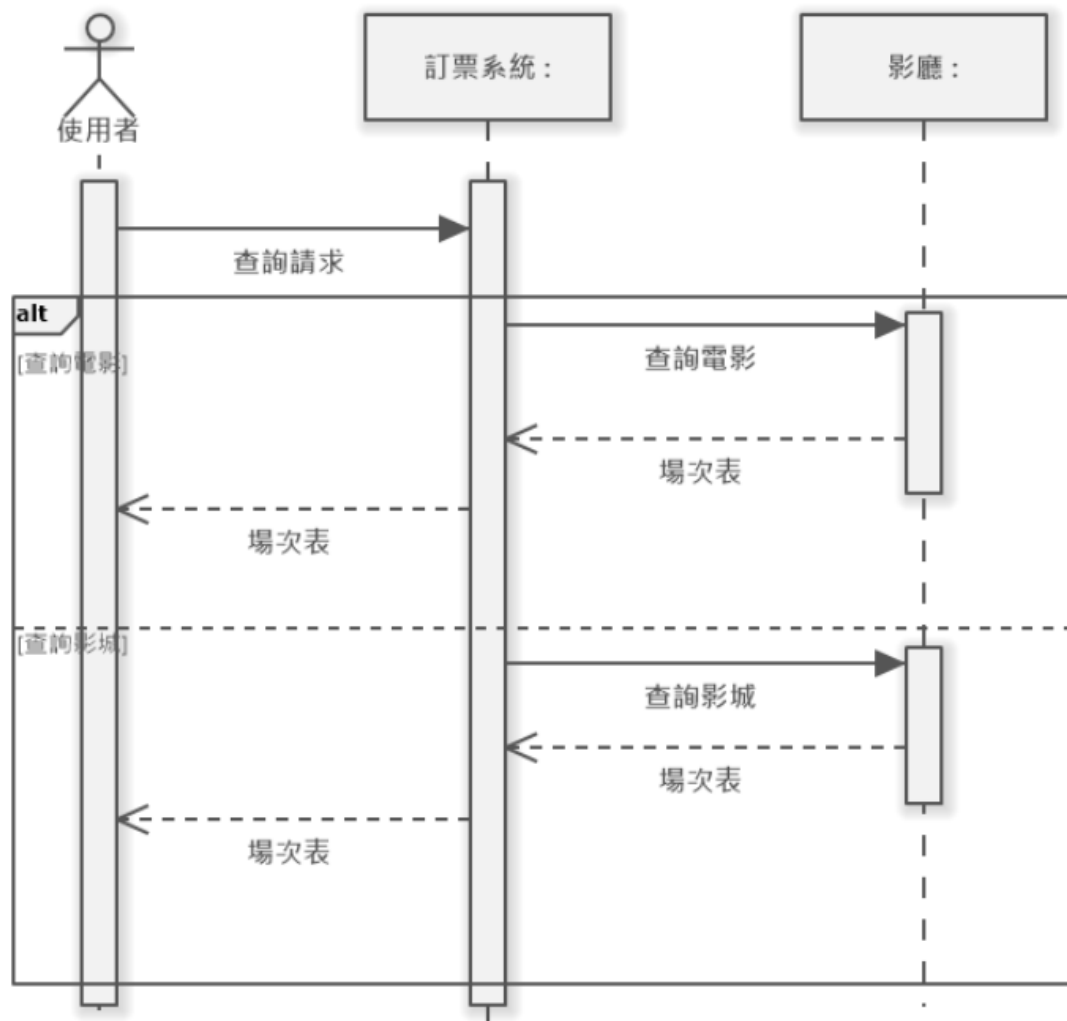 使用者
訂票系統 :
影廳 :
查詢請求
alt
[查詢電影]
查詢電影
場次表
場次表
[查詢影城]
查詢影城
場次表
場次表